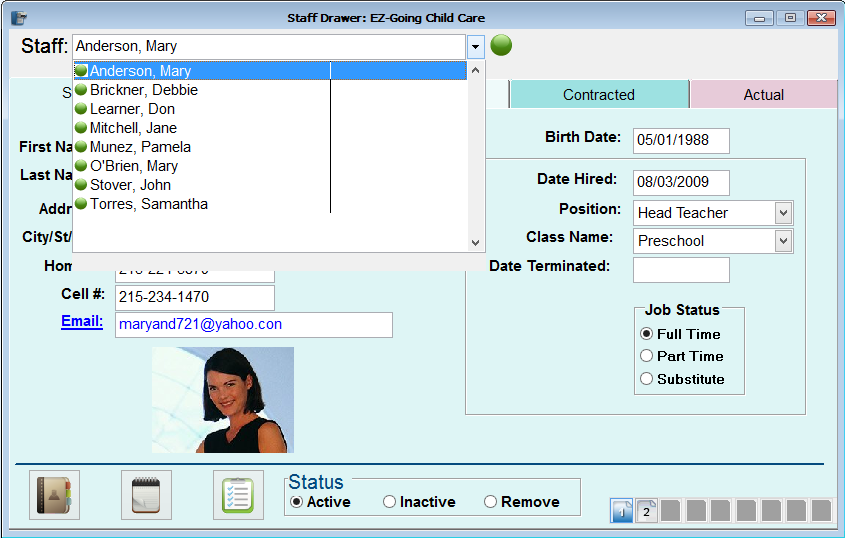 Staff Drawer: EZ-Going Child Care
Staff: Anderson, Mary
Anderson, Mary
Brickner, Debbie
Learner, Don
Mitchell, Jane
Munez, Pamela
O'Brien, Mary
Stover, John
Torres, Samantha
S
Contracted
Actual
First Na
Last Na
Addr
City/St/
Hom
Cell #: 215-234-1470
Email: maryand721@yahoo.con
Birth Date: 05/01/1988
Date Hired: 08/03/2009
Position: Head Teacher
Class Name: Preschool
Date Terminated:
Job Status
Full Time
Part Time
Substitute
Status
Active Inactive Remove
1 2